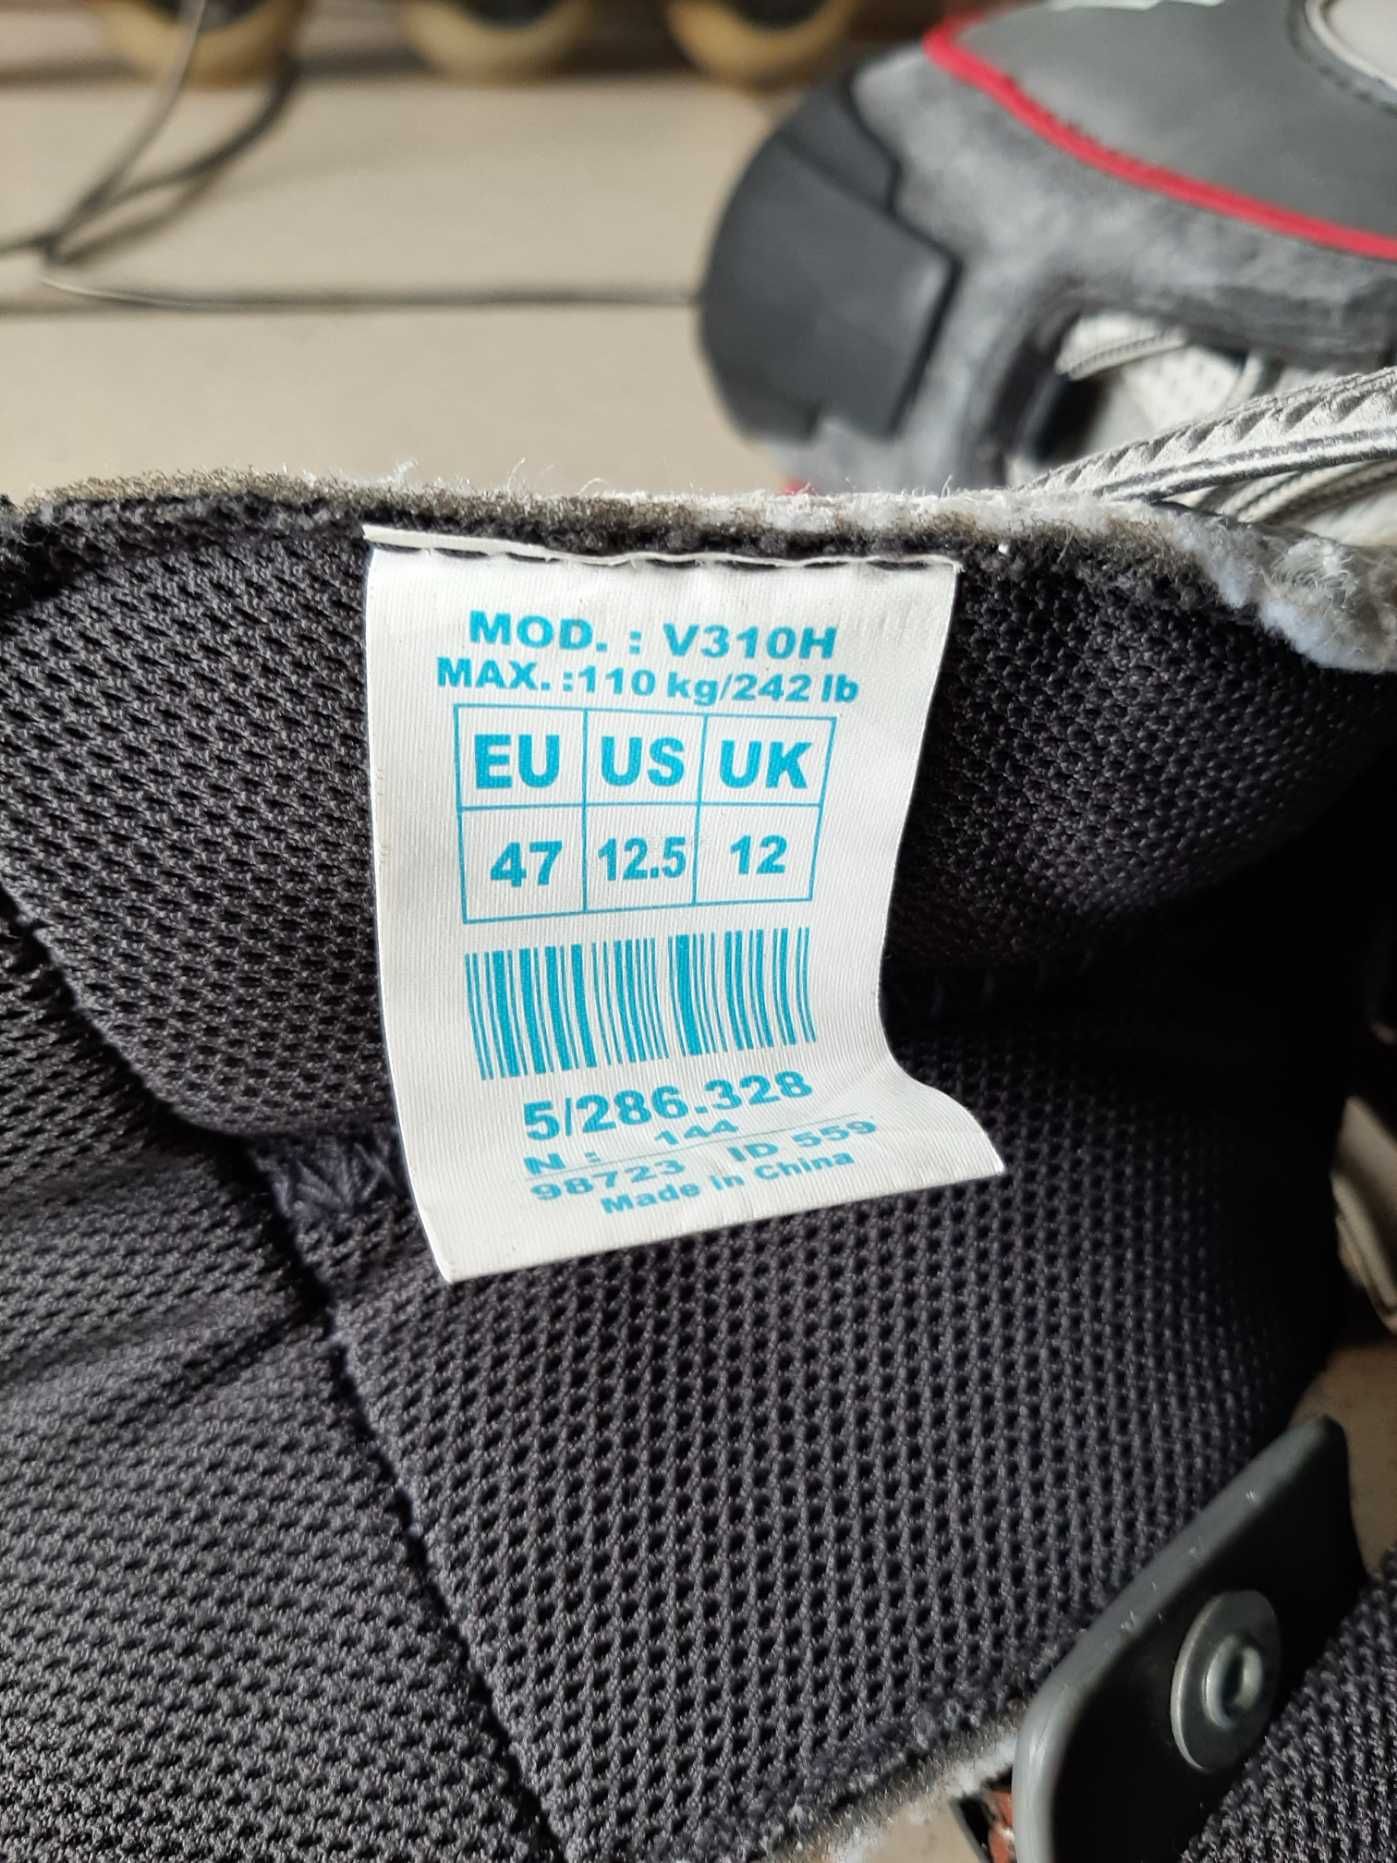 MOD. : V310H
MAX. :110 kg/242 lb
EU US UK
47 12.5 12
5/286.328
N : 144
98723 ID 559
Made in China